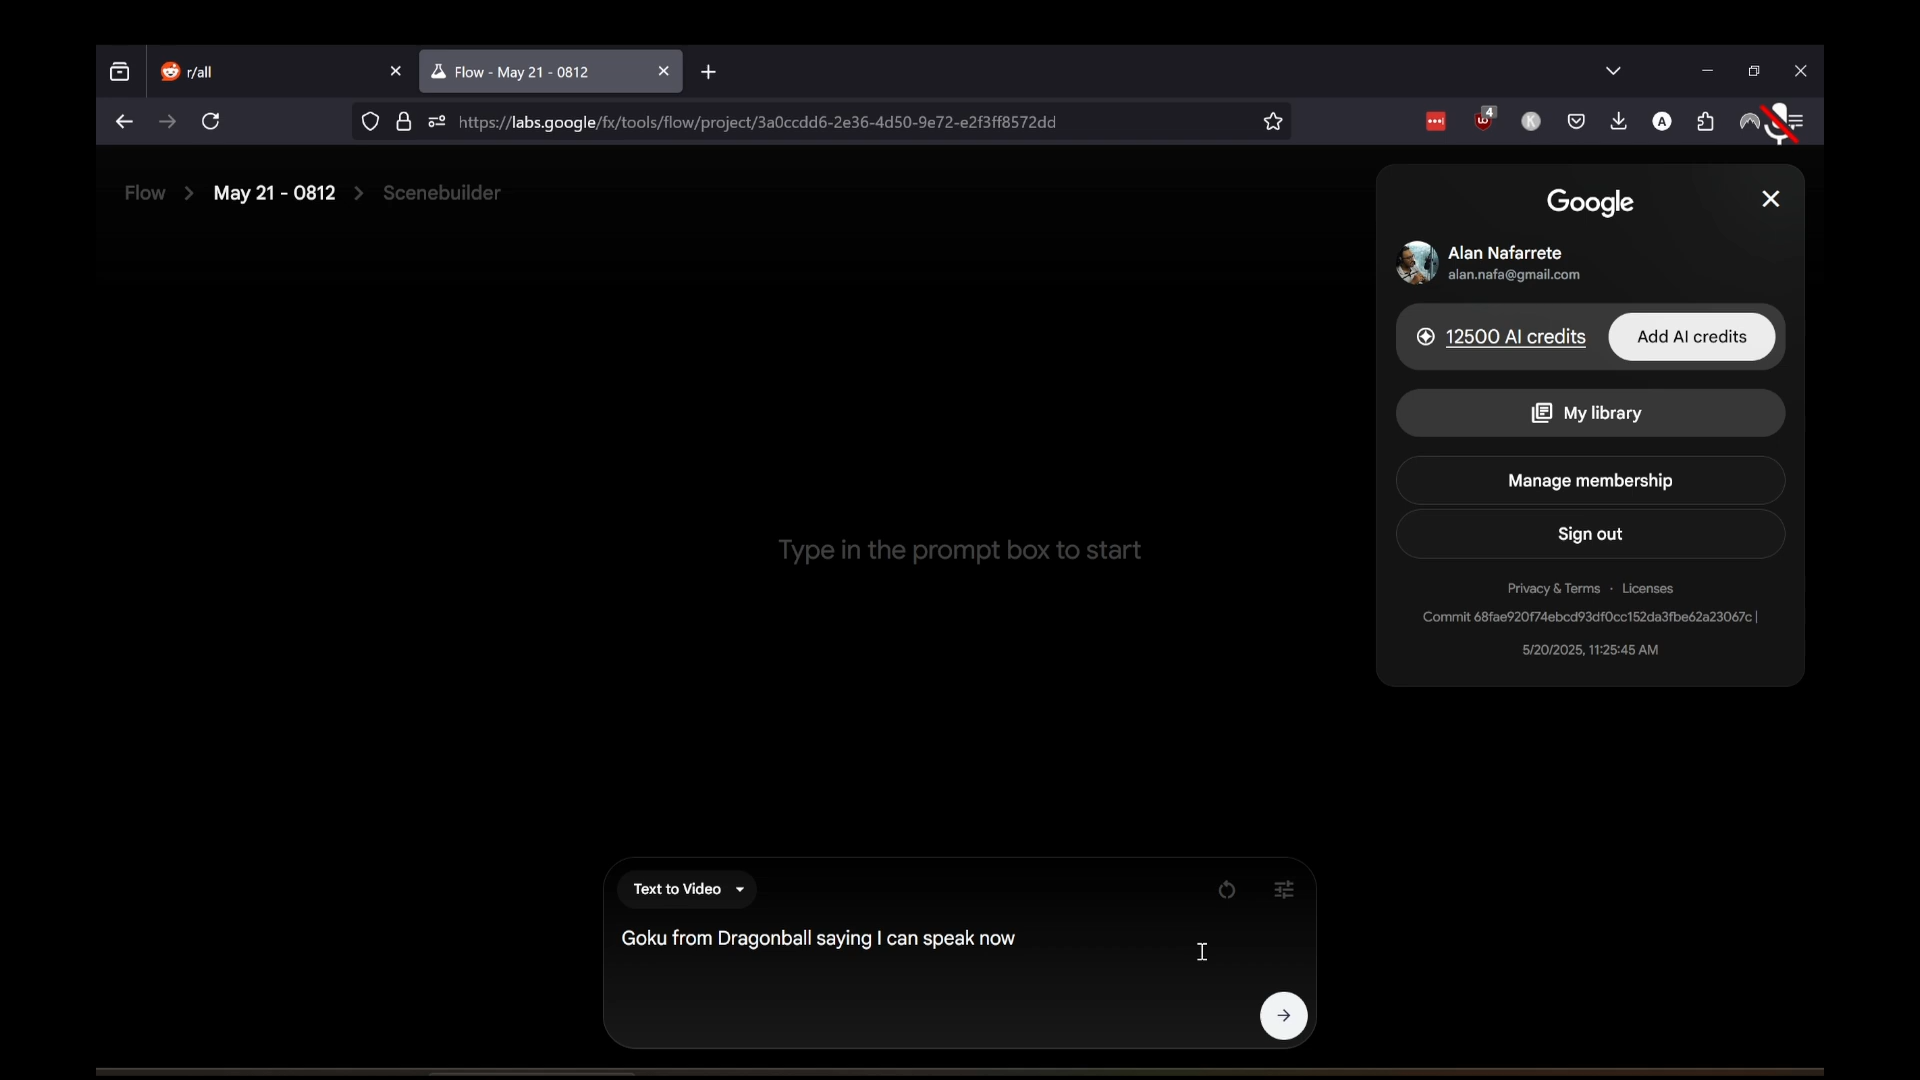 r/all
Flow - May 21 - 0812
https://labs.google/fx/tools/flow/project/3a0ccdd6-2e36-4d50-9e72-e2f3ff8572dd
4
K
A
Flow > May 21 - 0812 > Scenebuilder
Google
Alan Nafarrete
alan.nafa@gmail.com
12500 AI credits
Add AI credits
My library
Manage membership
Sign out
Privacy & Terms · Licenses
Commit 68fae920f74ebcd93df0cc152da3fbe62a23067c |
5/20/2025, 11:25:45 AM
Type in the prompt box to start
Text to Video
Goku from Dragonball saying I can speak now